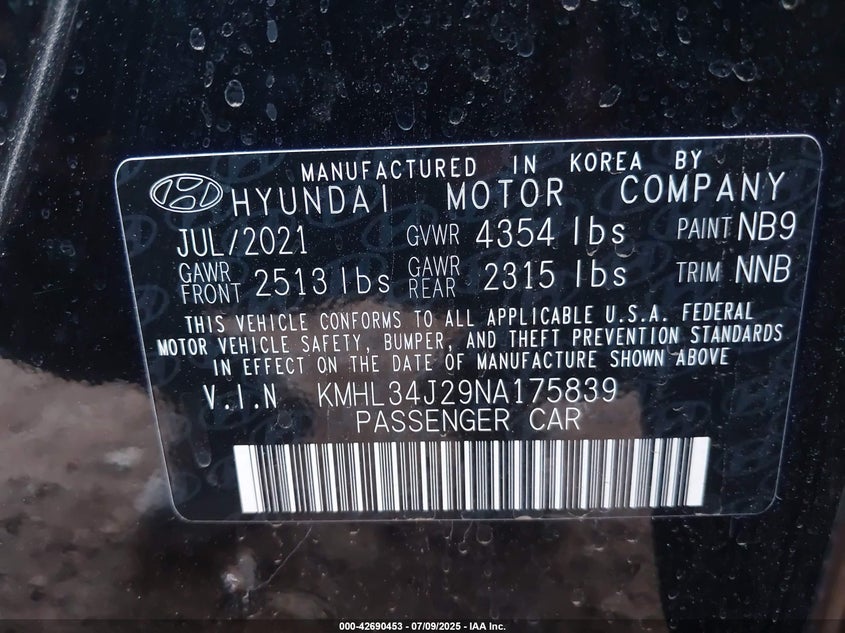 MANUFACTURED IN KOREA BY
HYUNDAI MOTOR COMPANY
JUL/2021 GVWR 4354 lbs PAINT NB9
GAWR FRONT 2513 lbs GAWR REAR 2315 lbs TRIM NNB
THIS VEHICLE CONFORMS TO ALL APPLICABLE U.S.A. FEDERAL
MOTOR VEHICLE SAFETY, BUMPER, AND THEFT PREVENTION STANDARDS
IN EFFECT ON THE DATE OF MANUFACTURE SHOWN ABOVE
V.I.N KMHL34J29NA175839
PASSENGER CAR
000-42690453 - 07/09/2025 - IAA Inc.